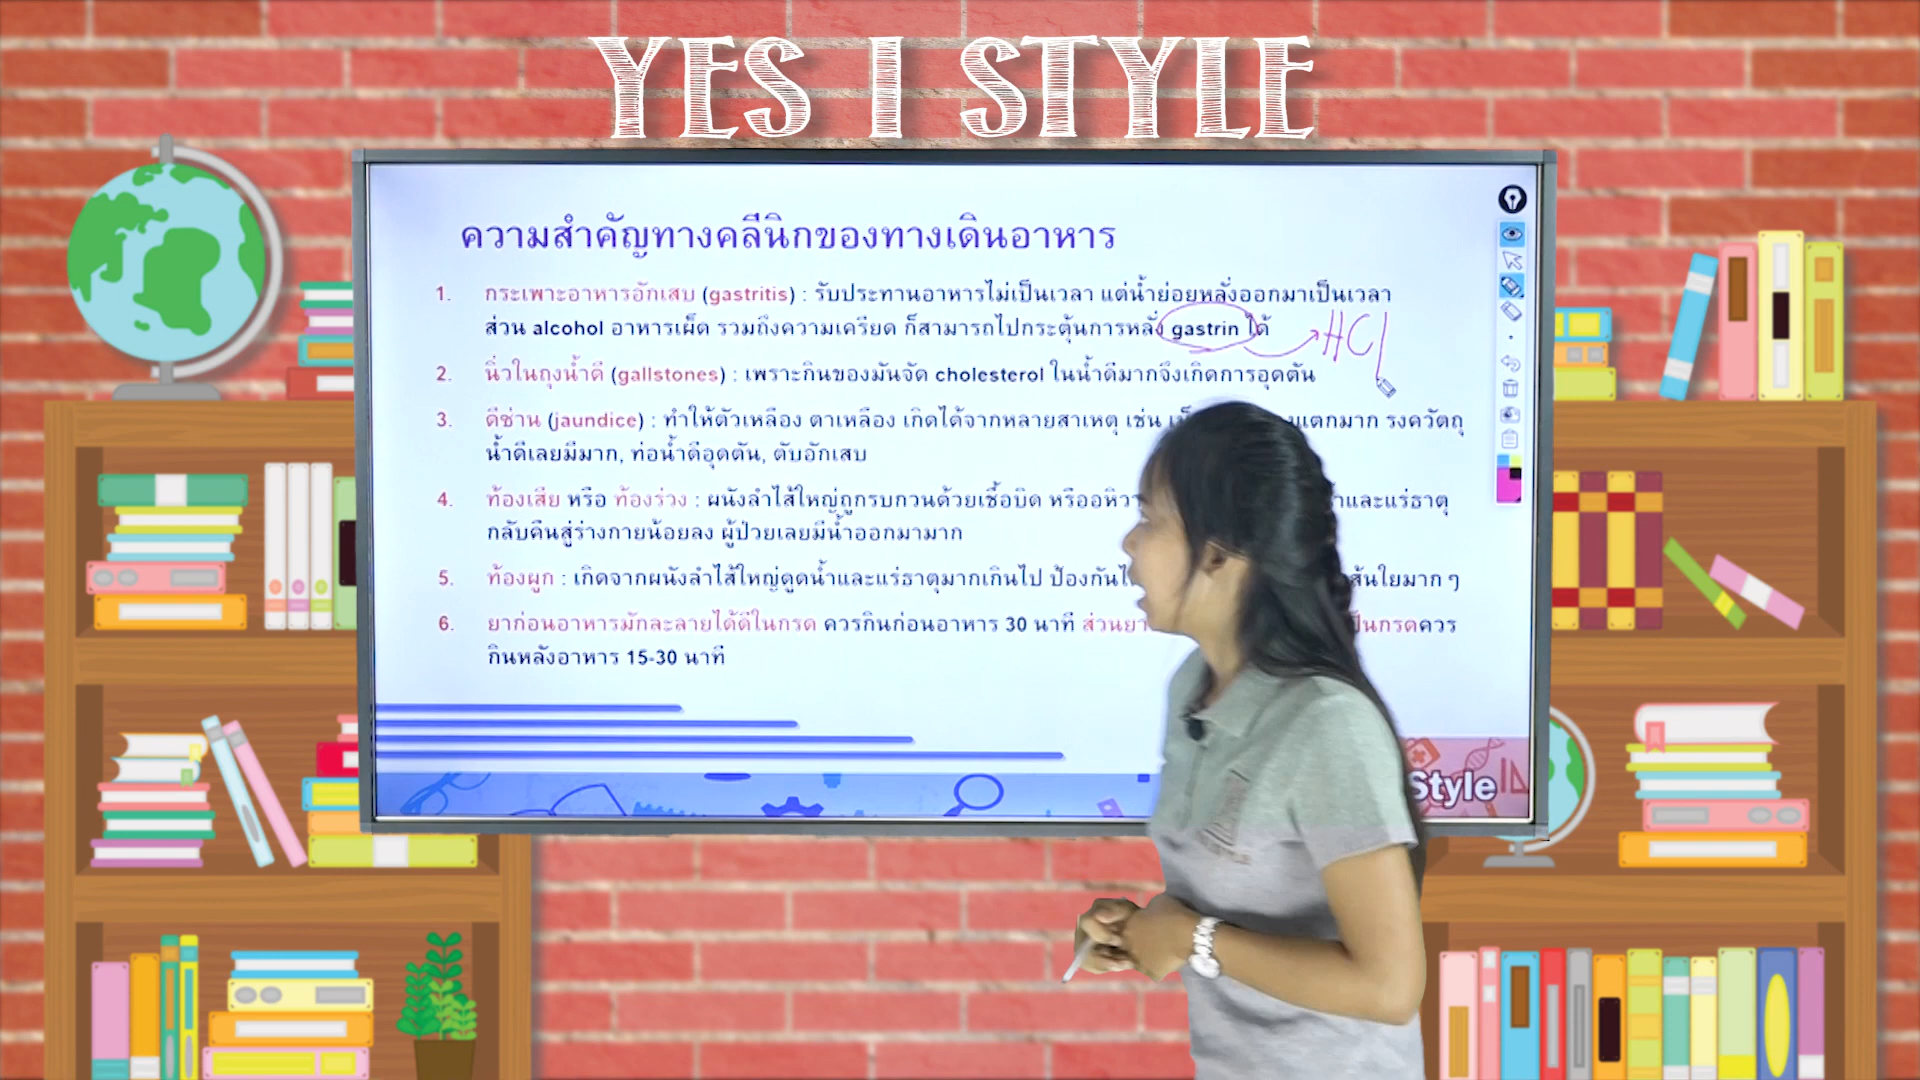 YES I STYLE
ความสำคัญทางคลีนิกของทางเดินอาหาร
1. กระเพาะอาหารอักเสบ (gastritis) : รับประทานอาหารไม่เป็นเวลา แต่น้ำย่อยหลั่งออกมาเป็นเวลา
ส่วน alcohol อาหารเผ็ด รวมถึงความเครียด ก็สามารถไปกระตุ้นการหลั่ง gastrin ได้
HCl
2. นิ่วในถุงน้ำดี (gallstones) : เพราะกินของมันจัด cholesterol ในน้ำดีมากจึงเกิดการอุดตัน
3. ดีซ่าน (jaundice) : ทำให้ตัวเหลือง ตาเหลือง เกิดได้จากหลายสาเหตุ เช่น แตกมาก รงควัตถุ
น้ำดีเลยมีมาก, ท่อน้ำดีอุดตัน, ตับอักเสบ
4. ท้องเสีย หรือ ท้องร่วง : ผนังลำไส้ใหญ่ถูกรบกวนด้วยเชื้อบิด หรือ และแร่ธาตุ
กลับคืนสู่ร่างกายน้อยลง ผู้ป่วยเลยมีน้ำออกมามาก
5. ท้องผูก : เกิดจากผนังลำไส้ใหญ่ดูดน้ำและแร่ธาตุมากเกินไป ป้องกัน มาก ๆ
6. ยาก่อนอาหารมักละลายได้ดีในกรด ควรกินก่อนอาหาร 30 นาที ส่วนยา เป็นกรดควร
กินหลังอาหาร 15-30 นาที
Style